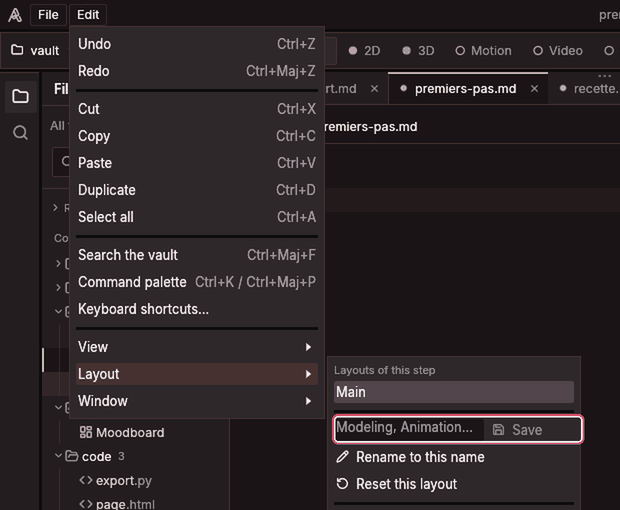 File Edit
vault
2D 3D Motion Video
Undo Ctrl+Z
Redo Ctrl+Maj+Z
rt.md premiers-pas.md recette.
Cut Ctrl+X
Copy Ctrl+C
remiers-pas.md
Paste Ctrl+V
Duplicate Ctrl+D
Select all Ctrl+A
Search the vault Ctrl+Maj+F
Command palette Ctrl+K / Ctrl+Maj+P
Keyboard shortcuts...
View
Layout
Window
Layouts of this step
Main
Modeling, Animation... Save
Rename to this name
Reset this layout
Moodboard
code 3
export.py
page.html